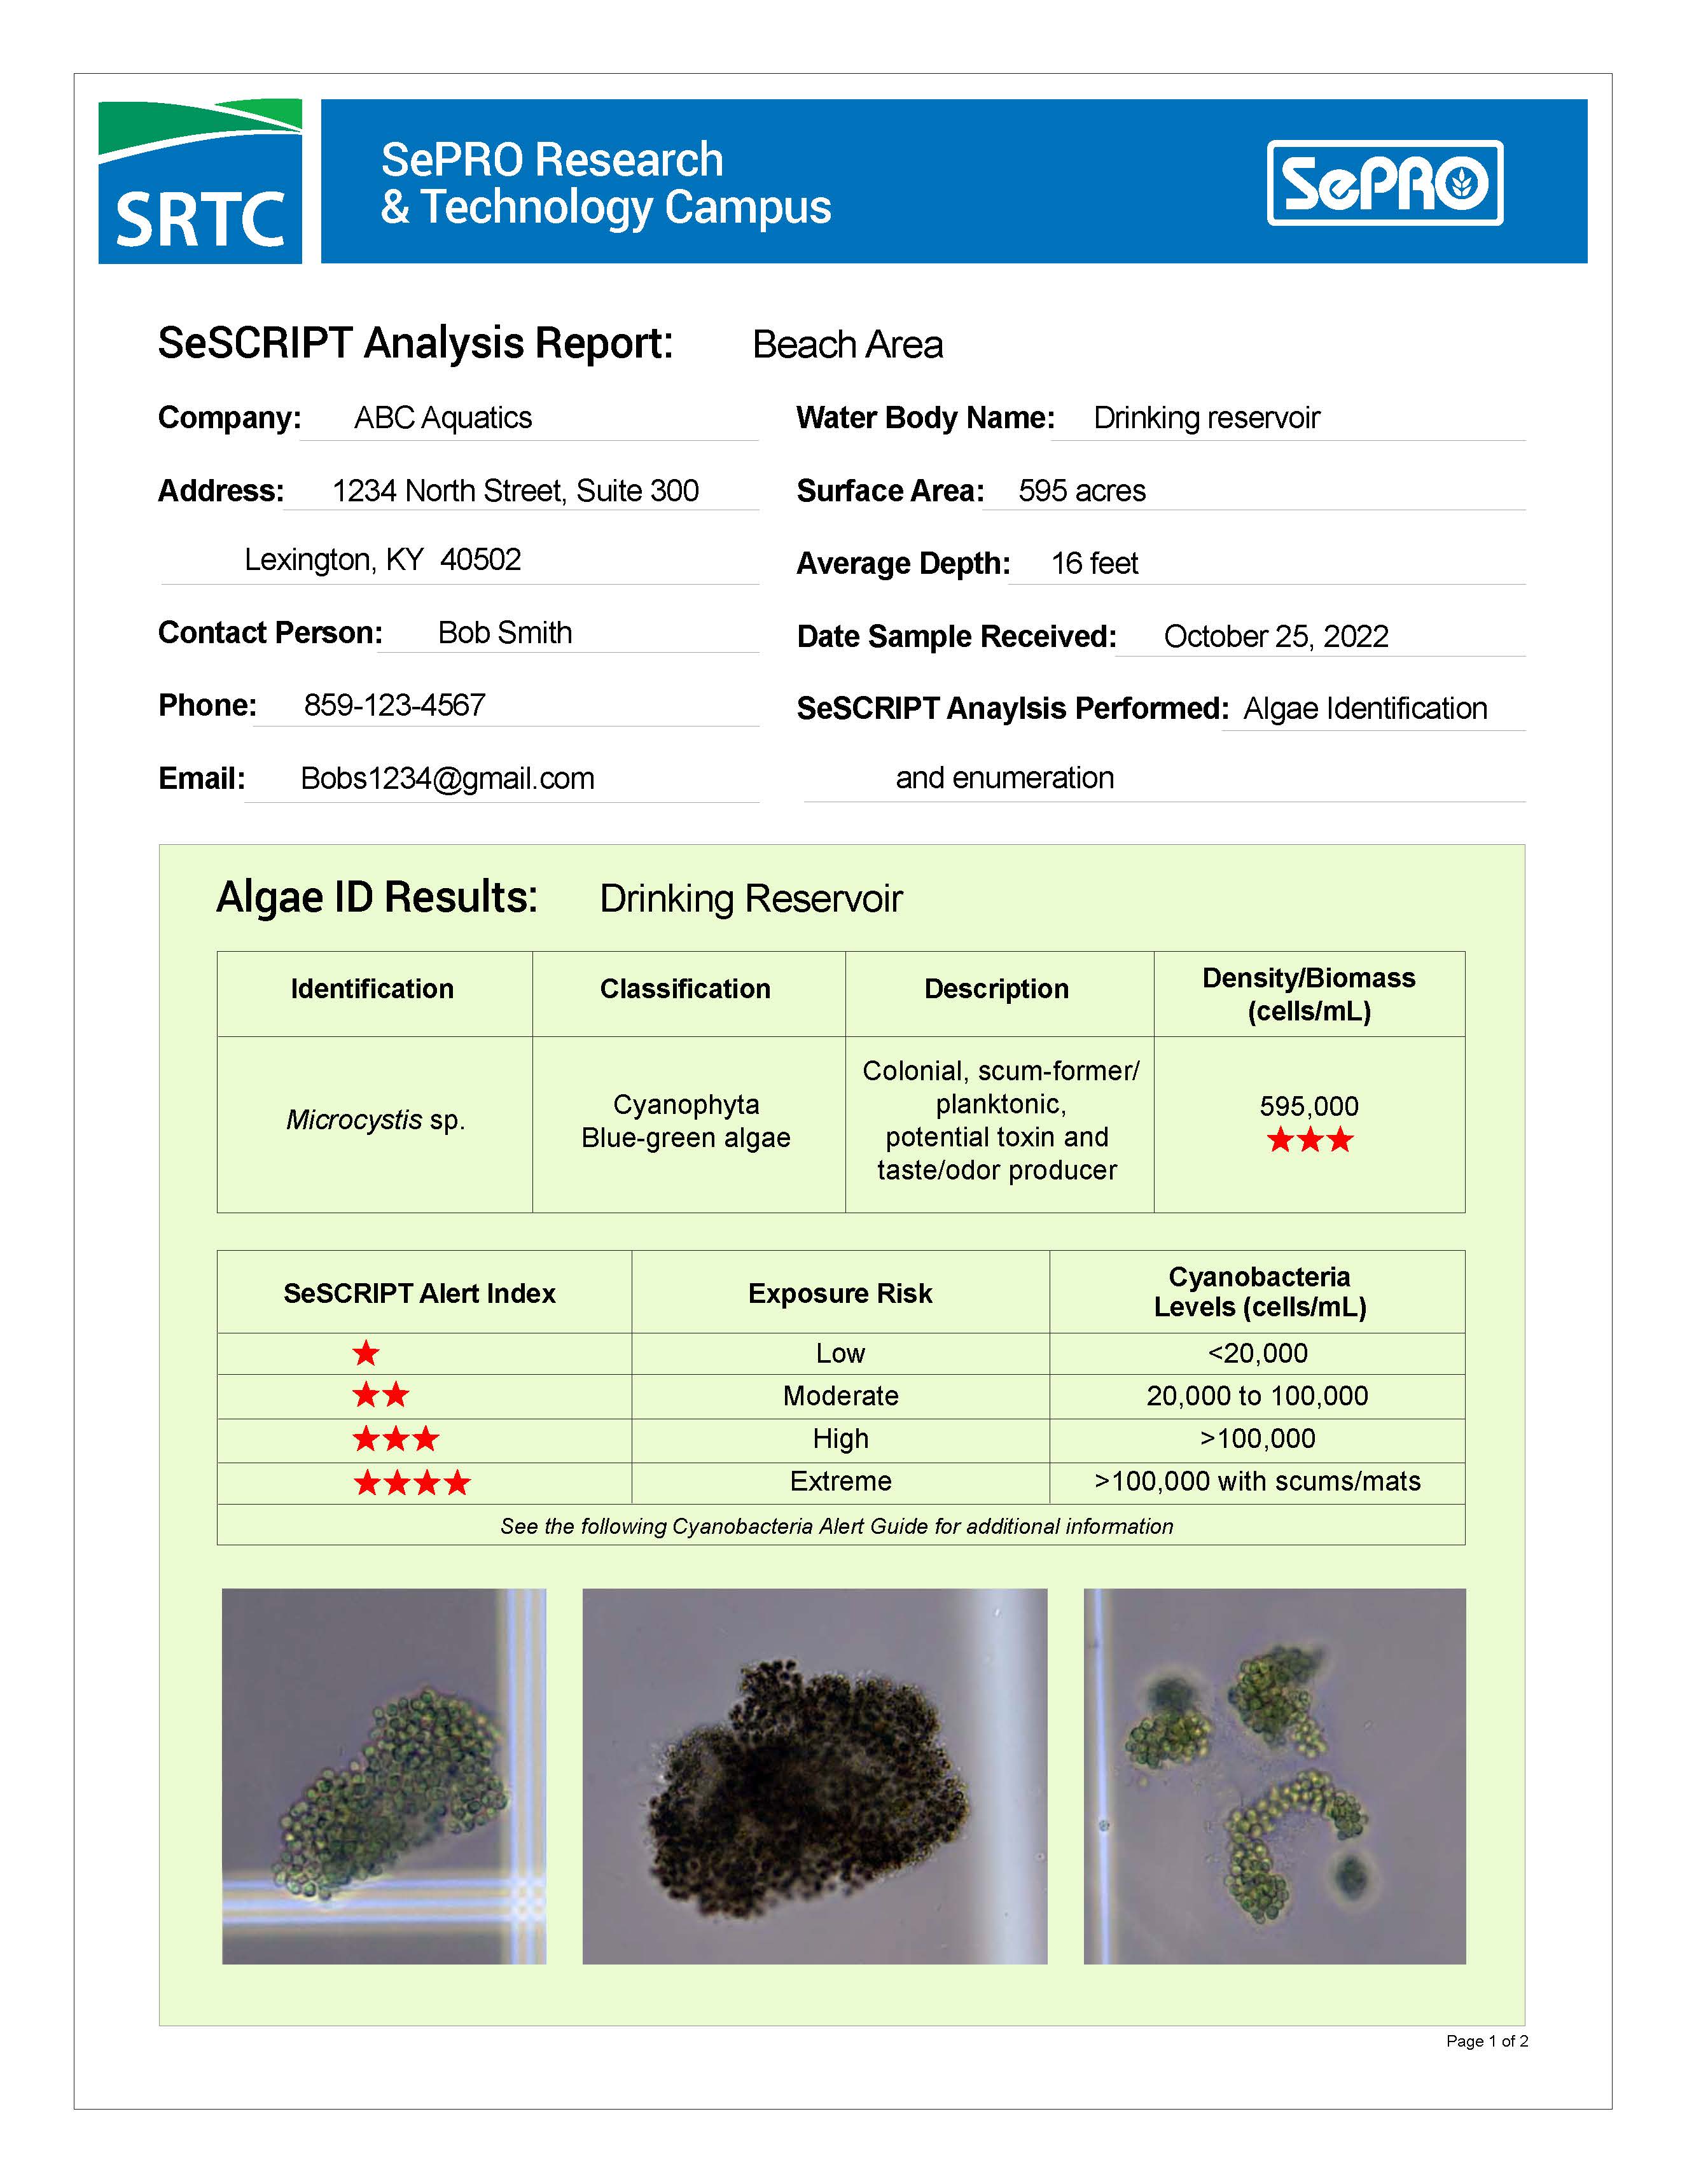 SRTC
SePRO Research
& Technology Campus
SePRO
SeSCRIPT Analysis Report: Beach Area
Company: ABC Aquatics
Water Body Name: Drinking reservoir
Address: 1234 North Street, Suite 300
Surface Area: 595 acres
Lexington, KY 40502
Average Depth: 16 feet
Contact Person: Bob Smith
Date Sample Received: October 25, 2022
Phone: 859-123-4567
SeSCRIPT Anaylsis Performed: Algae Identification
Email: Bobs1234@gmail.com
and enumeration
Algae ID Results: Drinking Reservoir
Identification Classification Description Density/Biomass
(cells/mL)
Microcystis sp.
Cyanophyta
Blue-green algae
Colonial, scum-former/
planktonic,
potential toxin and
taste/odor producer
595,000
★★★
SeSCRIPT Alert Index Exposure Risk Cyanobacteria
Levels (cells/mL)
★ Low <20,000
★★ Moderate 20,000 to 100,000
★★★ High >100,000
★★★★ Extreme >100,000 with scums/mats
See the following Cyanobacteria Alert Guide for additional information
Page 1 of 2